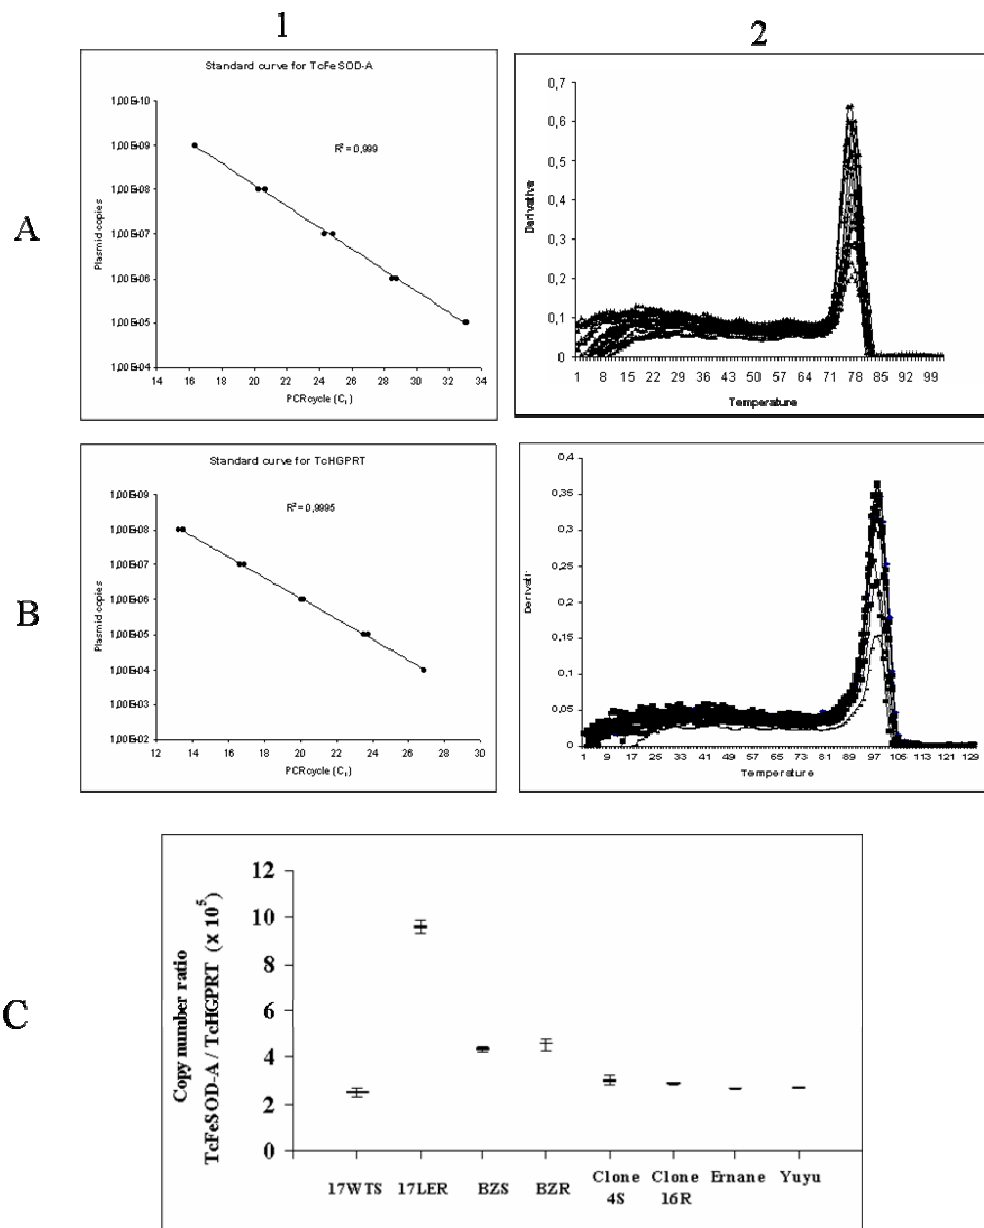 1
2
A
Standard curve for TcFeSOD-A
R² = 0,999
Plasmid copies
1,00E+10
1,00E+09
1,00E+08
1,00E+07
1,00E+06
1,00E+05
1,00E+04
14 16 18 20 22 24 26 28 30 32 34
PCR cycle (Ct)
Derivative
0,7
0,6
0,5
0,4
0,3
0,2
0,1
0
1 8 15 22 29 36 43 50 57 64 71 78 85 92 99
Temperature
B
Standard curve for TcHGPRT
R² = 0,9995
Plasmid copies
1,00E+09
1,00E+08
1,00E+07
1,00E+06
1,00E+05
1,00E+04
1,00E+03
1,00E+02
12 14 16 18 20 22 24 26 28 30
PCR cycle (Ct)
Derivati
0,4
0,35
0,3
0,25
0,2
0,15
0,1
0,05
0
1 9 17 25 33 41 49 57 65 73 81 89 97 105 113 121 129
Temperature
C
Copy number ratio
TcFeSOD-A / TcHGPRT (x 10⁵)
12
10
8
6
4
2
0
17WTS 17LER BZS BZR Clone 4S Clone 16R Ernane Yuyu